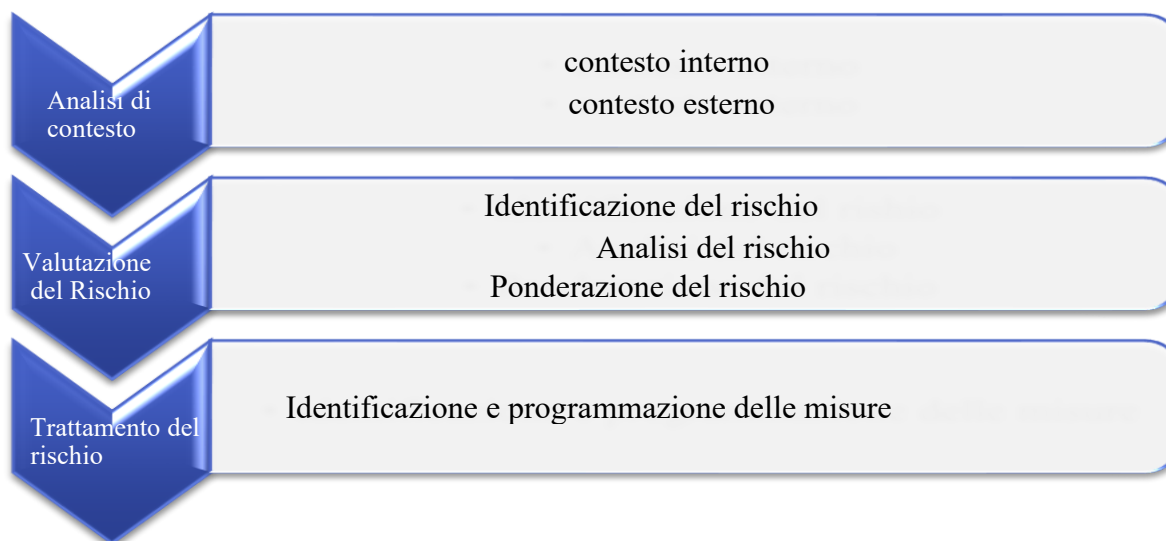 contesto interno
contesto esterno
Analisi di
contesto
Identificazione del rischio
Analisi del rischio
Ponderazione del rischio
Valutazione
del Rischio
Identificazione e programmazione delle misure
Trattamento del
rischio